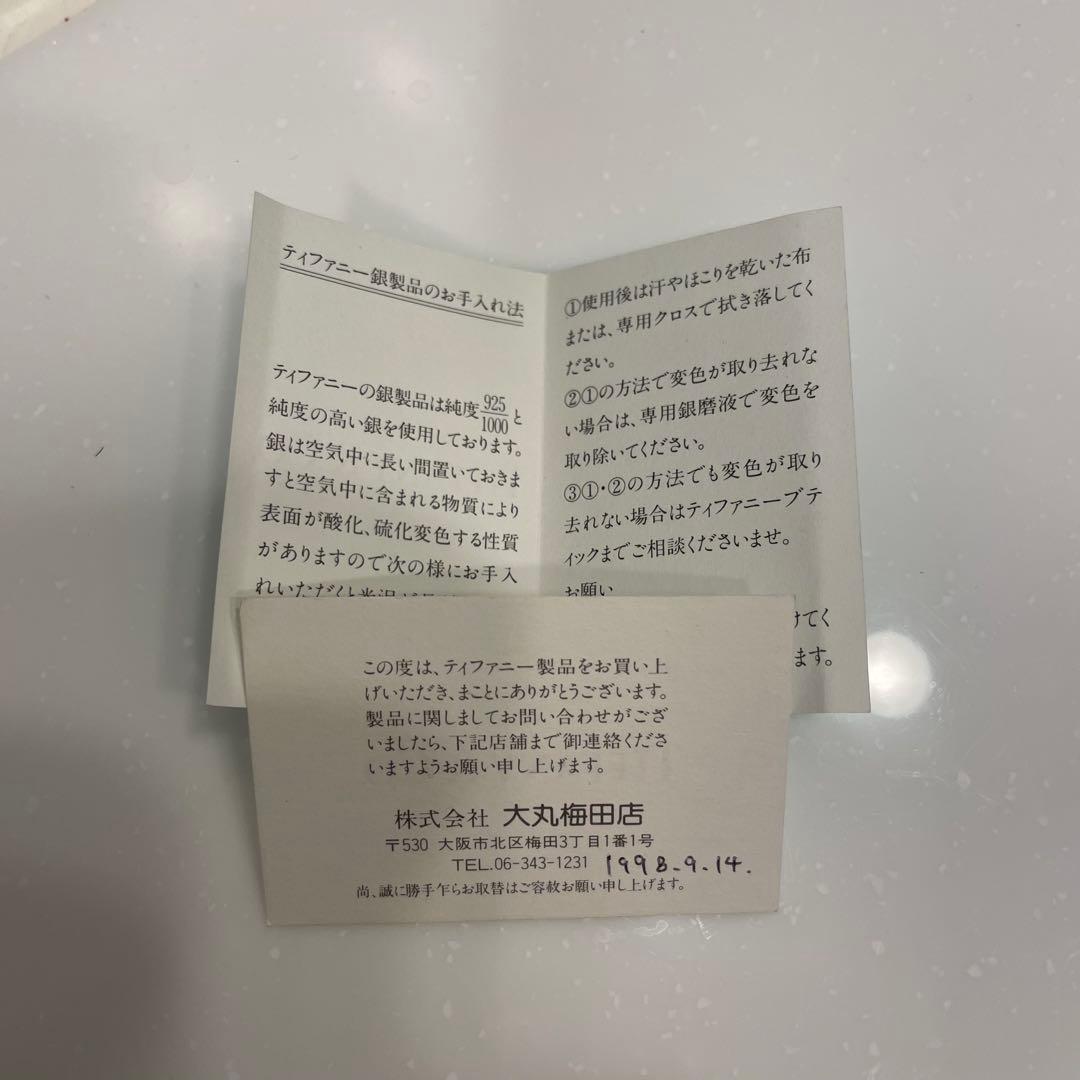 ティファニー銀製品のお手入れ法
ティファニーの銀製品は純度925/1000と
純度の高い銀を使用しております。
銀は空気中に長い間置いておきま
すと空気中に含まれる物質により
表面が酸化、硫化変色する性質
がありますので次の様にお手入
れいただくと光沢が
①使用後は汗やほこりを乾いた布
または、専用クロスで拭き落してく
ださい。
②①の方法で変色が取り去れな
い場合は、専用銀磨液で変色を
取り除いてください。
③①・②の方法でも変色が取り
去れない場合はティファニーブテ
ィックまでご相談くださいませ。
お願い
けてく
ます。
この度は、ティファニー製品をお買い上
げいただき、まことにありがとうございます。
製品に関しましてお問い合わせがござ
いましたら、下記店舗まで御連絡くださ
いますようお願い申し上げます。
株式会社 大丸梅田店
〒530 大阪市北区梅田3丁目1番1号
TEL.06-343-1231 1998.9.14.
尚、誠に勝手乍らお取替はご容赦お願い申し上げます。